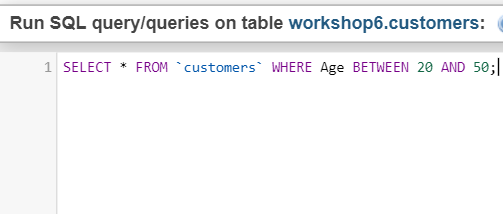 Run SQL query/queries on table workshop6.customers:
1 SELECT * FROM `customers` WHERE Age BETWEEN 20 AND 50;